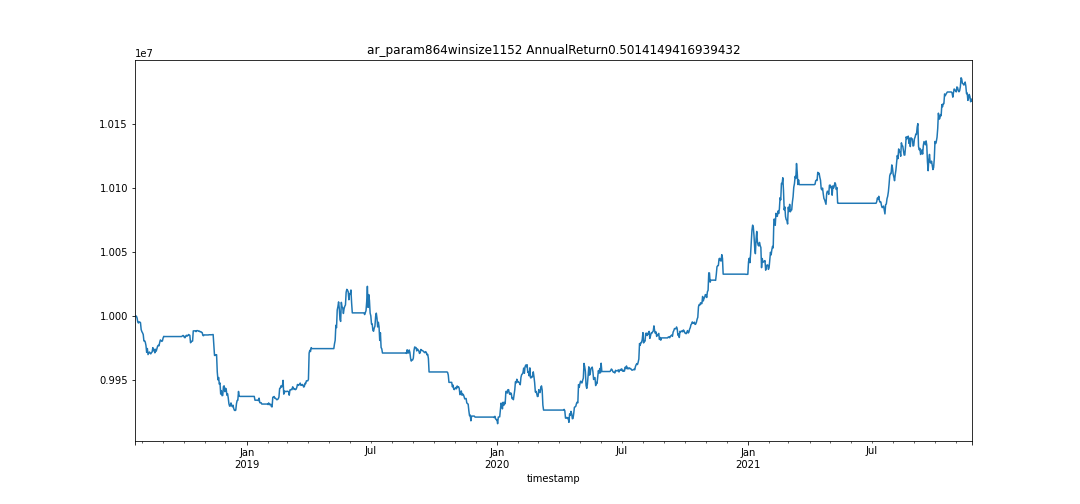 ar_param864winsize1152 AnnualReturn0.5014149416939432
1e7
1.015
1.010
1.005
1.000
0.995
Jan Jul Jan Jul Jan Jul
2019 2020 2021
timestamp